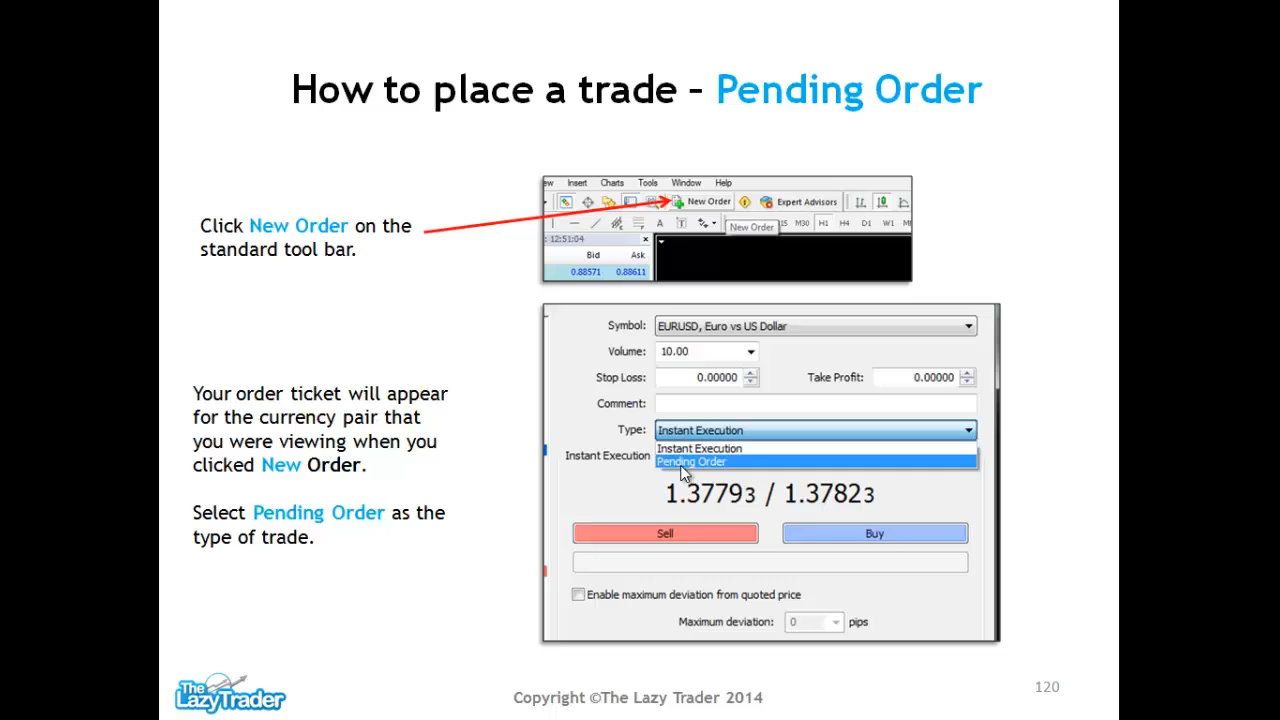 How to place a trade – Pending Order
Click New Order on the
standard tool bar.
Insert Charts Tools Window Help
New Order Expert Advisors
A T M30 H1 H4 D1 W1
New Order
: 12:51:04
Bid Ask
0.88571 0.88611
Your order ticket will appear
for the currency pair that
you were viewing when you
clicked New Order.
Select Pending Order as the
type of trade.
Symbol: EURUSD, Euro vs US Dollar
Volume: 10.00
Stop Loss: 0.00000 Take Profit: 0.00000
Comment:
Type: Instant Execution
Instant Execution
Instant Execution
Pending Order
1.37793 / 1.37823
Sell Buy
Enable maximum deviation from quoted price
Maximum deviation: 0 pips
The
LazyTrader
Copyright ©The Lazy Trader 2014
120